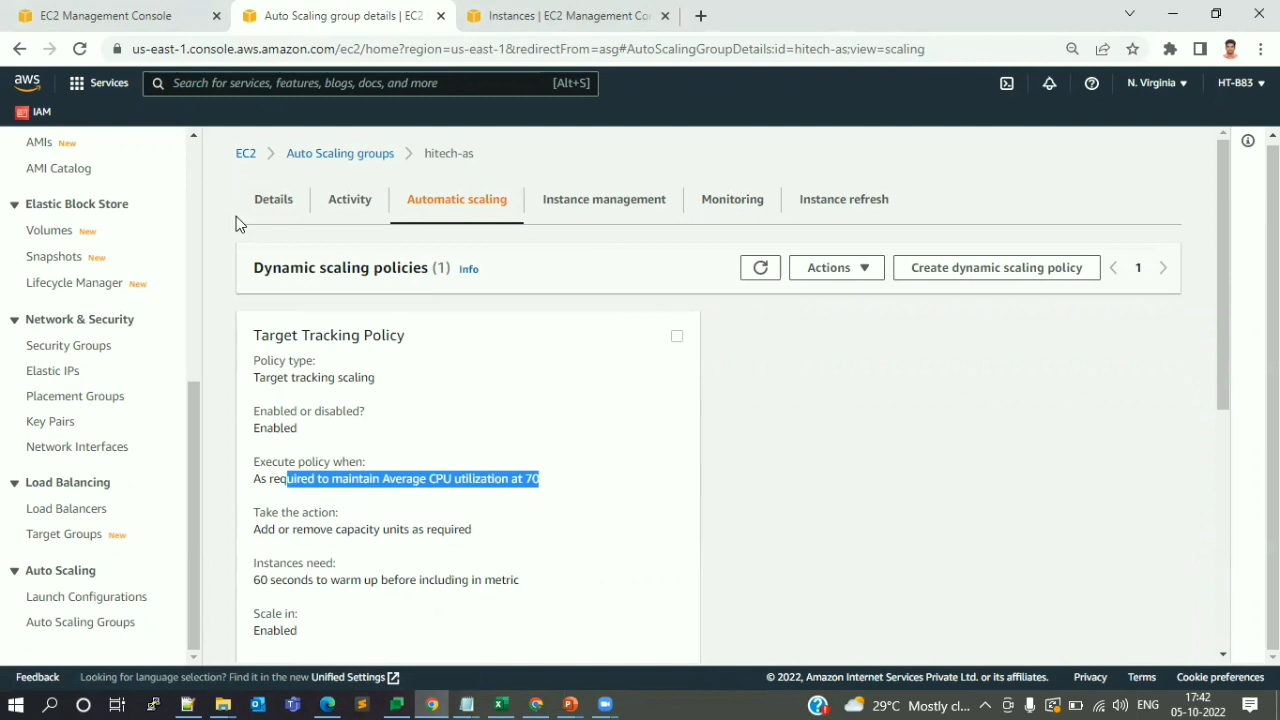 EC2 Management Console
Auto Scaling group details | EC2
Instances | EC2 Management Con
us-east-1.console.aws.amazon.com/ec2/home?region=us-east-1&redirectFrom=asg#AutoScalingGroupDetails:id=hitech-as;view=scaling
aws
Services
Search for services, features, blogs, docs, and more
[Alt+S]
N. Virginia
HT-B83
IAM
AMIs New
AMI Catalog
Elastic Block Store
Volumes New
Snapshots New
Lifecycle Manager New
Network & Security
Security Groups
Elastic IPs
Placement Groups
Key Pairs
Network Interfaces
Load Balancing
Load Balancers
Target Groups New
Auto Scaling
Launch Configurations
Auto Scaling Groups
EC2 > Auto Scaling groups > hitech-as
Details
Activity
Automatic scaling
Instance management
Monitoring
Instance refresh
Dynamic scaling policies (1) Info
Actions
Create dynamic scaling policy
1
Target Tracking Policy
Policy type:
Target tracking scaling
Enabled or disabled?
Enabled
Execute policy when:
As required to maintain Average CPU utilization at 70
Take the action:
Add or remove capacity units as required
Instances need:
60 seconds to warm up before including in metric
Scale in:
Enabled
Feedback
Looking for language selection? Find it in the new Unified Settings
© 2022, Amazon Internet Services Private Ltd. or its affiliates.
Privacy
Terms
Cookie preferences
29°C Mostly cl...
ENG
17:42
05-10-2022